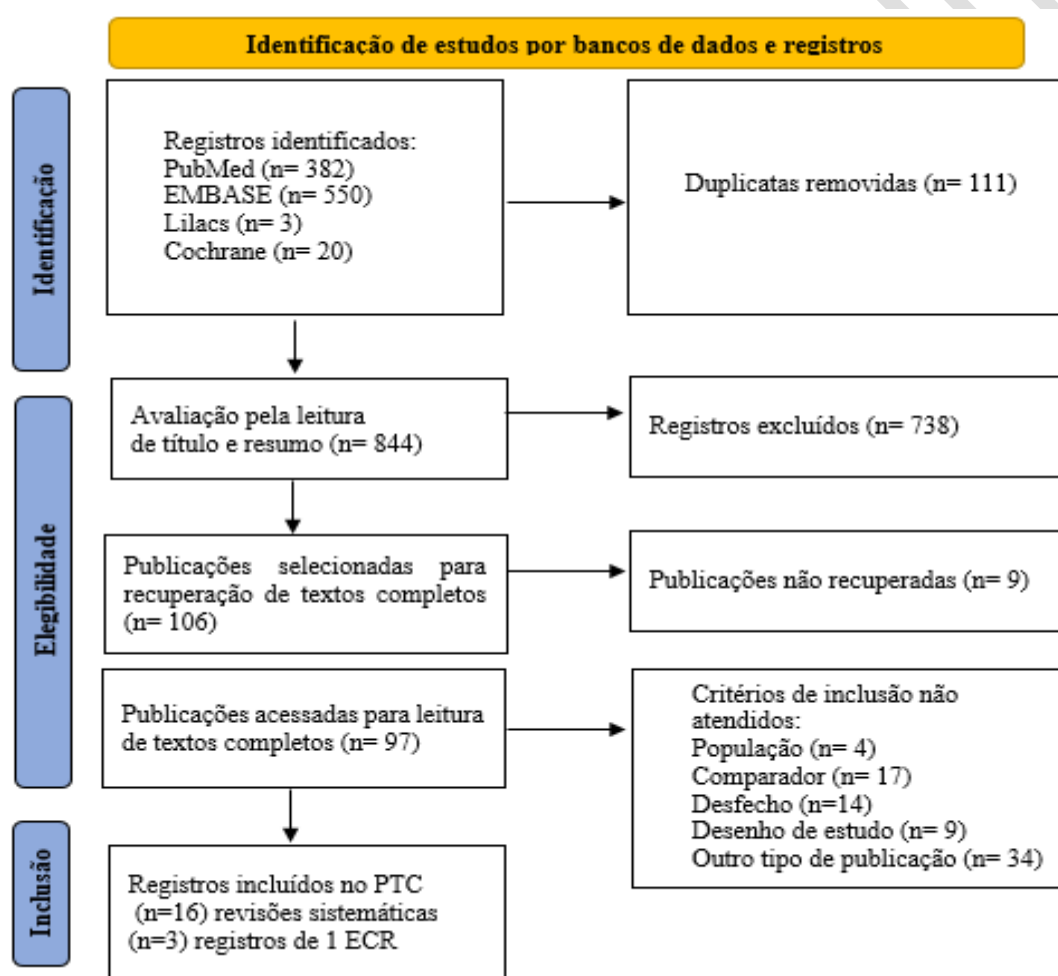 Identificação de estudos por bancos de dados e registros
Identificação
Registros identificados:
PubMed (n= 382)
EMBASE (n= 550)
Lilacs (n= 3)
Cochrane (n= 20)
Duplicatas removidas (n= 111)
Elegibilidade
Avaliação pela leitura
de título e resumo (n= 844)
Registros excluídos (n= 738)
Publicações selecionadas para
recuperação de textos completos
(n= 106)
Publicações não recuperadas (n= 9)
Publicações acessadas para leitura
de textos completos (n= 97)
Critérios de inclusão não
atendidos:
População (n= 4)
Comparador (n= 17)
Desfecho (n=14)
Desenho de estudo (n= 9)
Outro tipo de publicação (n= 34)
Inclusão
Registros incluídos no PTC
(n=16) revisões sistemáticas
(n=3) registros de 1 ECR